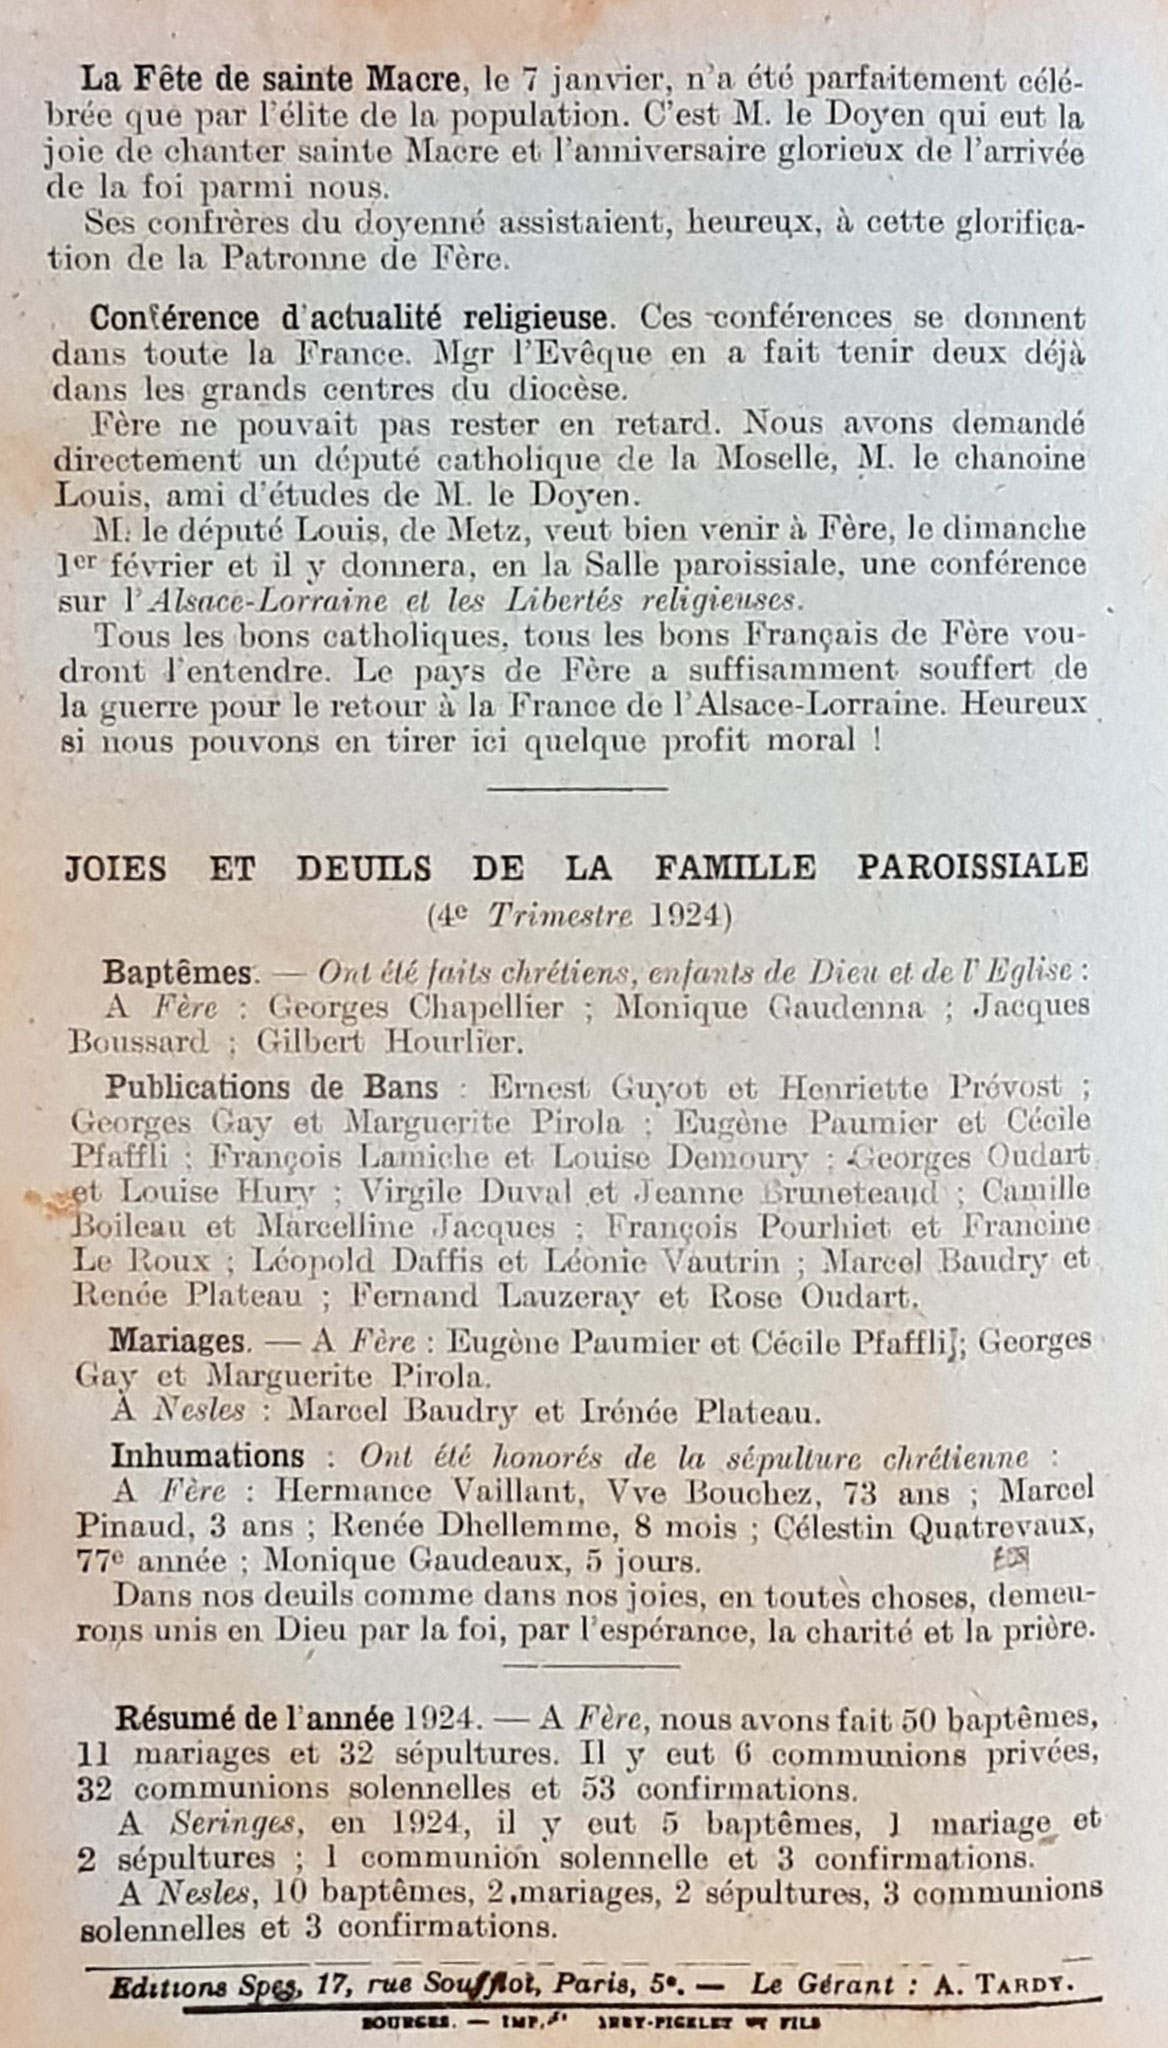 La Fête de sainte Macre, le 7 janvier, n'a été parfaitement célé-
brée que par l'élite de la population. C'est M. le Doyen qui eut la
joie de chanter sainte Macre et l'anniversaire glorieux de l'arrivée
de la foi parmi nous.
Ses confrères du doyenné assistaient, heureux, à cette glorifica-
tion de la Patronne de Fère.
Conférence d'actualité religieuse. Ces conférences se donnent
dans toute la France. Mgr l'Evêque en a fait tenir deux déjà
dans les grands centres du diocèse.
Fère ne pouvait pas rester en retard. Nous avons demandé
directement un député catholique de la Moselle, M. le chanoine
Louis, ami d'études de M. le Doyen.
M. le député Louis, de Metz, veut bien venir à Fère, le dimanche
1er février et il y donnera, en la Salle paroissiale, une conférence
sur l'Alsace-Lorraine et les Libertés religieuses.
Tous les bons catholiques, tous les bons Français de Fère vou-
dront l'entendre. Le pays de Fère a suffisamment souffert de
la guerre pour le retour à la France de l'Alsace-Lorraine. Heureux
si nous pouvons en tirer ici quelque profit moral !
JOIES ET DEUILS DE LA FAMILLE PAROISSIALE
(4e Trimestre 1924)
Baptêmes. — Ont été faits chrétiens, enfants de Dieu et de l'Eglise :
A Fère : Georges Chapellier ; Monique Gaudenna ; Jacques
Boussard ; Gilbert Hourlier.
Publications de Bans : Ernest Guyot et Henriette Prévost ;
Georges Gay et Marguerite Pirola ; Eugène Paumier et Cécile
Pfaffli ; François Lamiche et Louise Demoury ; Georges Oudart
et Louise Hury ; Virgile Duval et Jeanne Bruneteaud ; Camille
Boileau et Marcelline Jacques ; François Pourhiet et Francine
Le Roux ; Léopold Daffis et Léonie Vautrin ; Marcel Baudry et
Renée Plateau ; Fernand Lauzeray et Rose Oudart.
Mariages. — A Fère : Eugène Paumier et Cécile Pfaffli ; Georges
Gay et Marguerite Pirola.
A Nesles : Marcel Baudry et Irénée Plateau.
Inhumations : Ont été honorés de la sépulture chrétienne :
A Fère : Hermance Vaillant, Vve Bouchez, 73 ans ; Marcel
Pinaud, 3 ans ; Renée Dhellemme, 8 mois ; Célestin Quatrevaux,
77e année ; Monique Gaudeaux, 5 jours.
Dans nos deuils comme dans nos joies, en toutes choses, demeu-
rons unis en Dieu par la foi, par l'espérance, la charité et la prière.
Résumé de l'année 1924. — A Fère, nous avons fait 50 baptêmes,
11 mariages et 32 sépultures. Il y eut 6 communions privées,
32 communions solennelles et 53 confirmations.
A Seringes, en 1924, il y eut 5 baptêmes, 1 mariage et
2 sépultures ; 1 communion solennelle et 3 confirmations.
A Nesles, 10 baptêmes, 2 mariages, 2 sépultures, 3 communions
solennelles et 3 confirmations.
Editions Spes, 17, rue Soufflot, Paris, 5e. — Le Gérant : A. TARDY.
BOURGES. — IMP. FILS